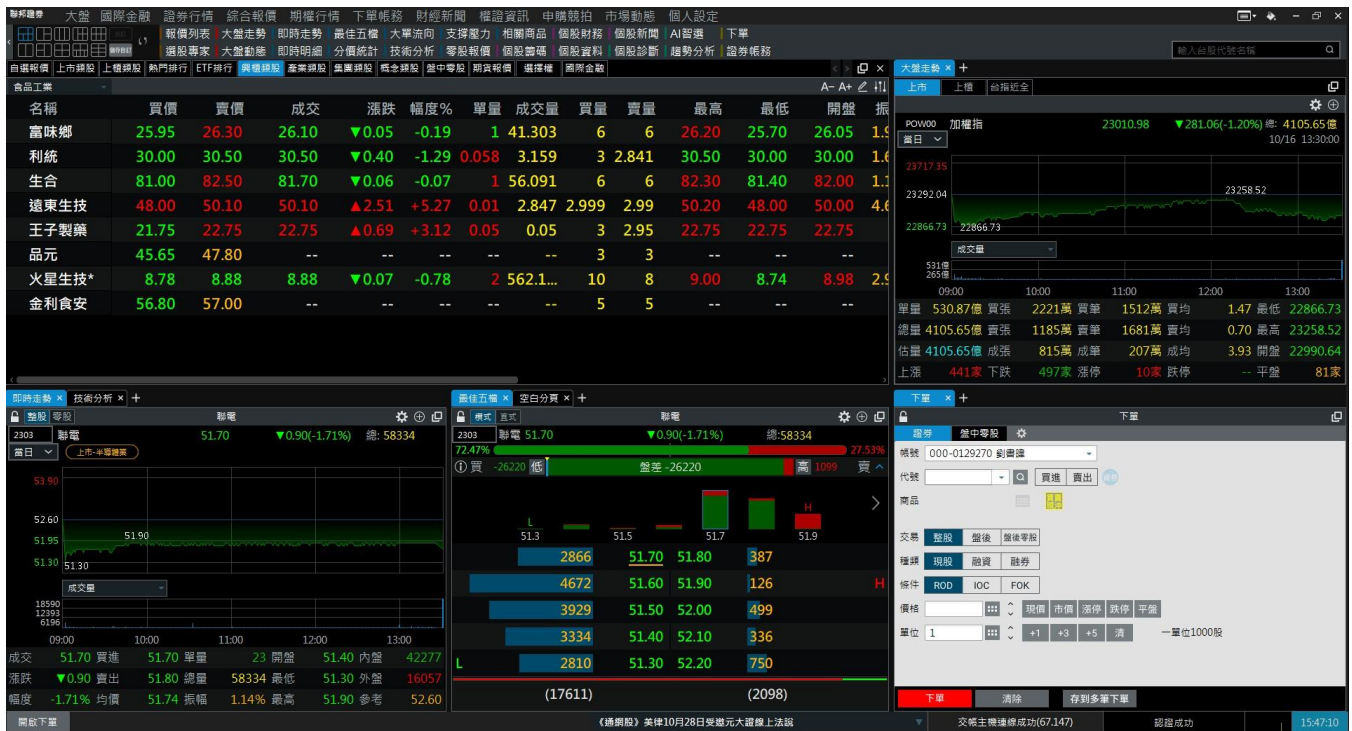 聯邦證券 大盤 國際金融 證券行情 綜合報價 期權行情 下單帳務 財經新聞 權證資訊 申購競拍 市場動態 個人設定
報價列表 大盤走勢 即時走勢 最佳五檔 大單流向 支撐壓力 相關商品 個股財務 個股新聞 AI智選 下單
選股專家 大盤動態 即時明細 分價統計 技術分析 零股報價 個股籌碼 個股資料 個股診斷 趨勢分析 證券帳務
輸入台股代號名稱
自選報價 上市類股 上櫃類股 熱門排行 ETF排行 興櫃類股 產業類股 集團類股 概念類股 盤中零股 期貨報價 選擇權 國際金融
食品工業 A- A+
名稱 買價 賣價 成交 漲跌 幅度% 單量 成交量 買量 賣量 最高 最低 開盤 振
富味鄉 25.95 26.30 26.10 ▼0.05 -0.19 1 41.303 6 6 26.20 25.70 26.05 1.9
利統 30.00 30.50 30.50 ▼0.40 -1.29 0.058 3.159 3 2.841 30.50 30.00 30.00 1.6
生合 81.00 82.50 81.70 ▼0.06 -0.07 1 56.091 6 6 82.30 81.40 82.00 1.1
遠東生技 48.00 50.10 50.10 ▲2.51 +5.27 0.01 2.847 2.999 2.99 50.20 48.00 50.00 4.6
王子製藥 21.75 22.75 22.75 ▲0.69 +3.12 0.05 0.05 3 2.95 22.75 22.75 22.75
品元 45.65 47.80 -- -- -- -- -- 3 3 -- -- --
火星生技* 8.78 8.88 8.88 ▼0.07 -0.78 2 562.1... 10 8 9.00 8.74 8.98 2.9
金利食安 56.80 57.00 -- -- -- -- -- 5 5 -- -- --
大盤走勢 × +
上市 上櫃 台指近全
POW00 加權指 23010.98 ▼281.06(-1.20%) 總: 4105.65億
當日 10/16 13:30:00
23717.35
23292.04 23258.52
22866.73 22866.73
成交量
531億
265億
09:00 10:00 11:00 12:00 13:00
單量 530.87億 買張 2221萬 買筆 1512萬 買均 1.47 最低 22866.73
總量 4105.65億 賣張 1185萬 賣筆 1681萬 賣均 0.70 最高 23258.52
估量 4105.65億 成張 815萬 成筆 207萬 成均 3.93 開盤 22990.64
上漲 441家 下跌 497家 漲停 10家 跌停 -- 平盤 81家
即時走勢 × 技術分析 × +
整股 零股 聯電
2303 聯電 51.70 ▼0.90(-1.71%) 總: 58334
當日 上市-半導體業
53.90
52.60
51.95 51.90
51.30 51.30
成交量
18590
12393
6196
09:00 10:00 11:00 12:00 13:00
成交 51.70 買進 51.70 單量 23 開盤 51.40 內盤 42277
漲跌 ▼0.90 賣出 51.80 總量 58334 最低 51.30 外盤 16057
幅度 -1.71% 均價 51.74 振幅 1.14% 最高 51.90 參考 52.60
最佳五檔 × 空白分頁 × +
橫式 直式 聯電
2303 聯電 51.70 ▼0.90(-1.71%) 總:58334
72.47% 27.53%
買 -26220 低 盤差 -26220 高 1099 賣
L H
51.3 51.5 51.7 51.9
2866 51.70 51.80 387
4672 51.60 51.90 126 H
3929 51.50 52.00 499
3334 51.40 52.10 336
L 2810 51.30 52.20 750
(17611) (2098)
下單 × +
下單
證券 盤中零股
帳號 000-0129270 劉書瑋
代號 買進 賣出
商品
交易 整股 盤後 盤後零股
種類 現股 融資 融券
條件 ROD IOC FOK
價格 現價 市價 漲停 跌停 平盤
單位 1 +1 +3 +5 清 一單位1000股
下單 清除 存到多筆下單
開啟下單 《通網股》美律10月28日受邀元大證線上法說 交帳主機連線成功(67.147) 認證成功 15:47:10